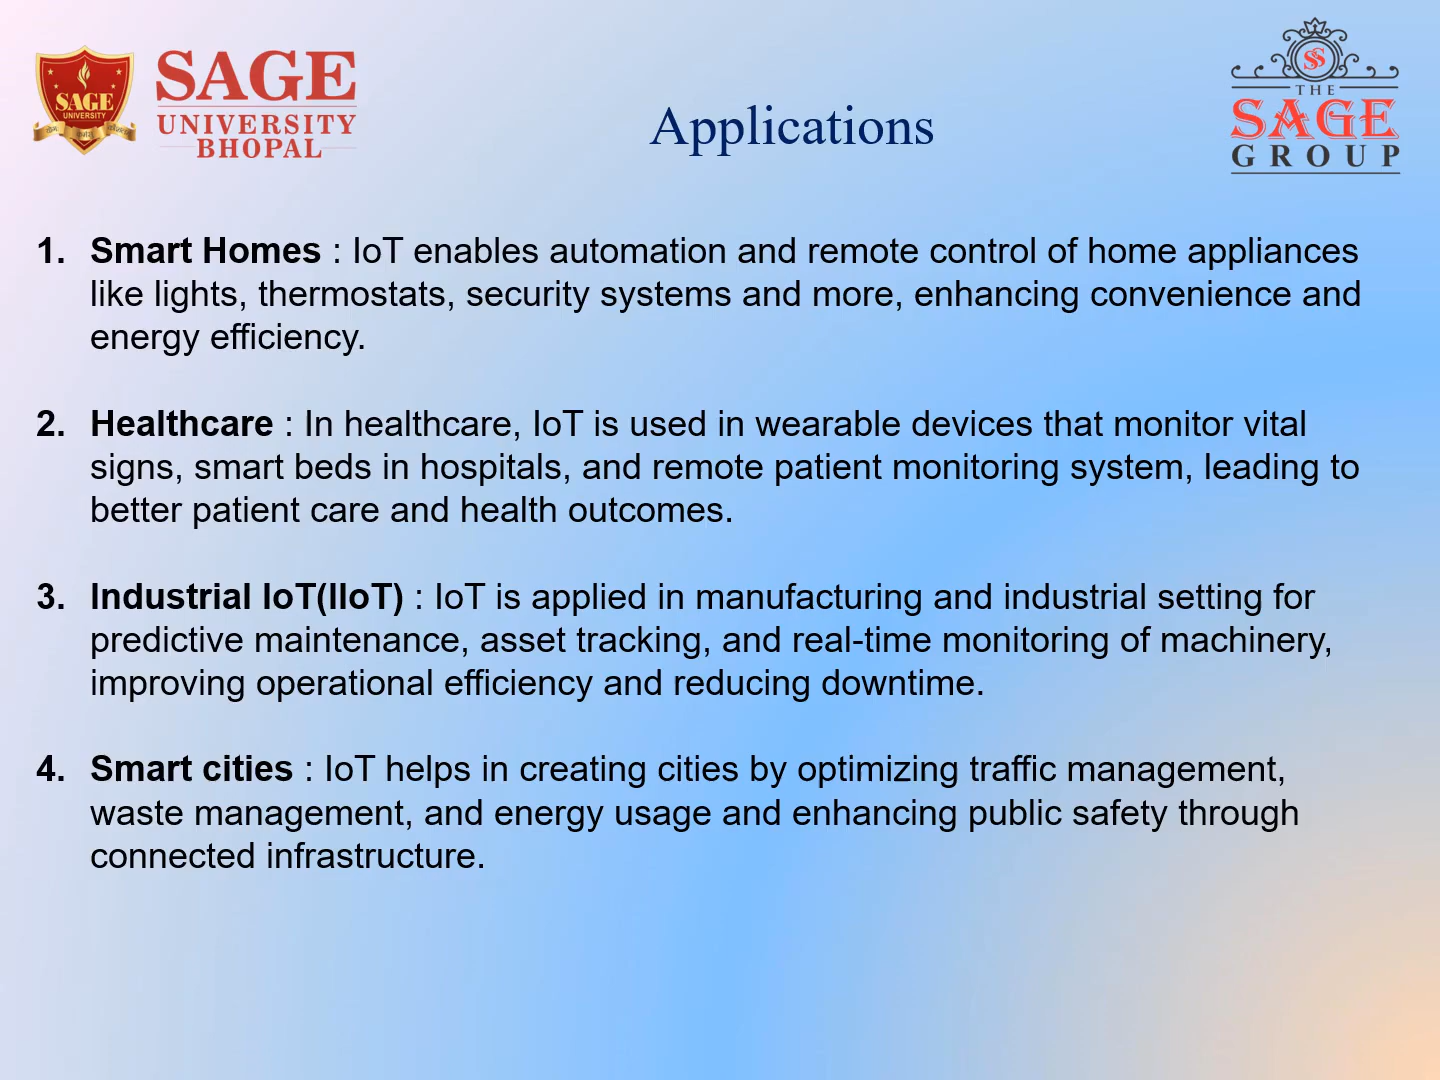 SAGE
UNIVERSITY
SAGE
UNIVERSITY
BHOPAL
Applications
SS
THE
SAGE
GROUP
1. Smart Homes : IoT enables automation and remote control of home appliances
like lights, thermostats, security systems and more, enhancing convenience and
energy efficiency.
2. Healthcare : In healthcare, IoT is used in wearable devices that monitor vital
signs, smart beds in hospitals, and remote patient monitoring system, leading to
better patient care and health outcomes.
3. Industrial IoT(IIoT) : IoT is applied in manufacturing and industrial setting for
predictive maintenance, asset tracking, and real-time monitoring of machinery,
improving operational efficiency and reducing downtime.
4. Smart cities : IoT helps in creating cities by optimizing traffic management,
waste management, and energy usage and enhancing public safety through
connected infrastructure.